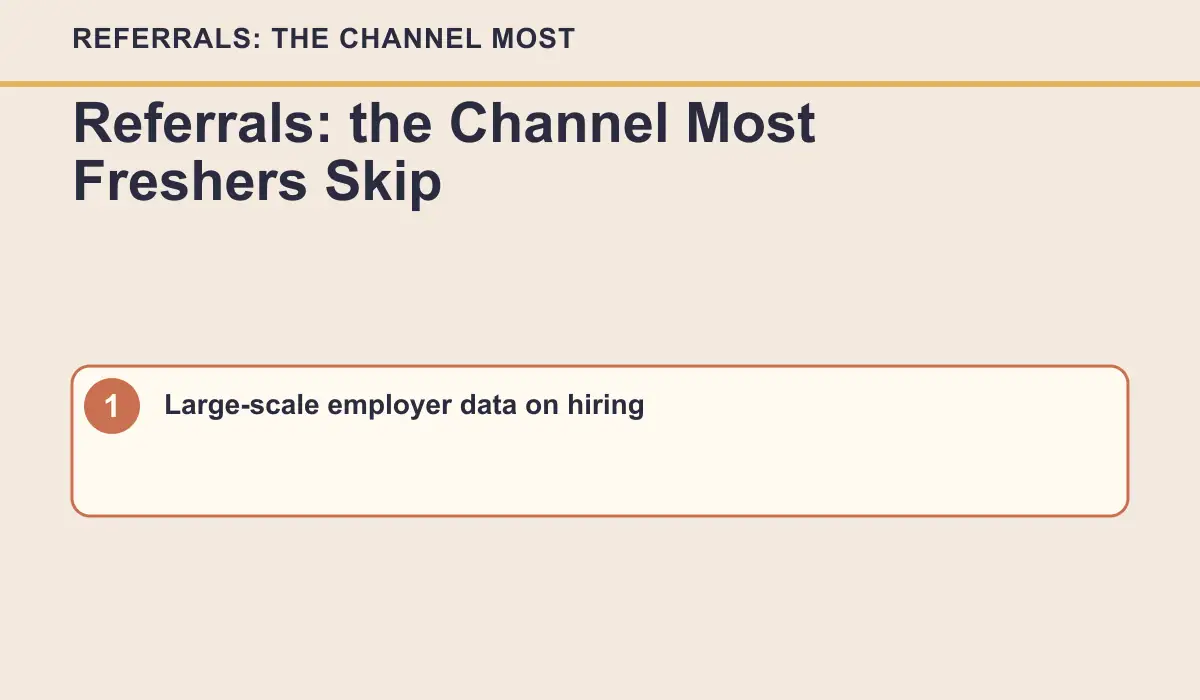 REFERRALS: THE CHANNEL MOST
Referrals: the Channel Most
Freshers Skip
1 Large-scale employer data on hiring